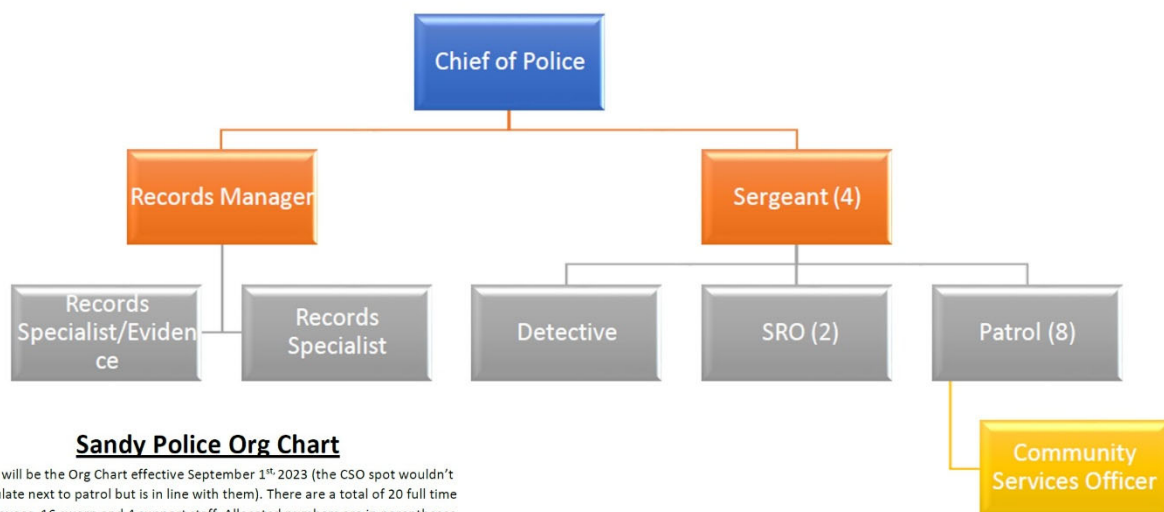 Chief of Police
Records Manager
Sergeant (4)
Records
Specialist/Eviden
ce
Records
Specialist
Detective
SRO (2)
Patrol (8)
Community
Services Officer
Sandy Police Org Chart
will be the Org Chart effective September 1st, 2023 (the CSO spot wouldn't
next to patrol but is in line with them). There are a total of 20 full time